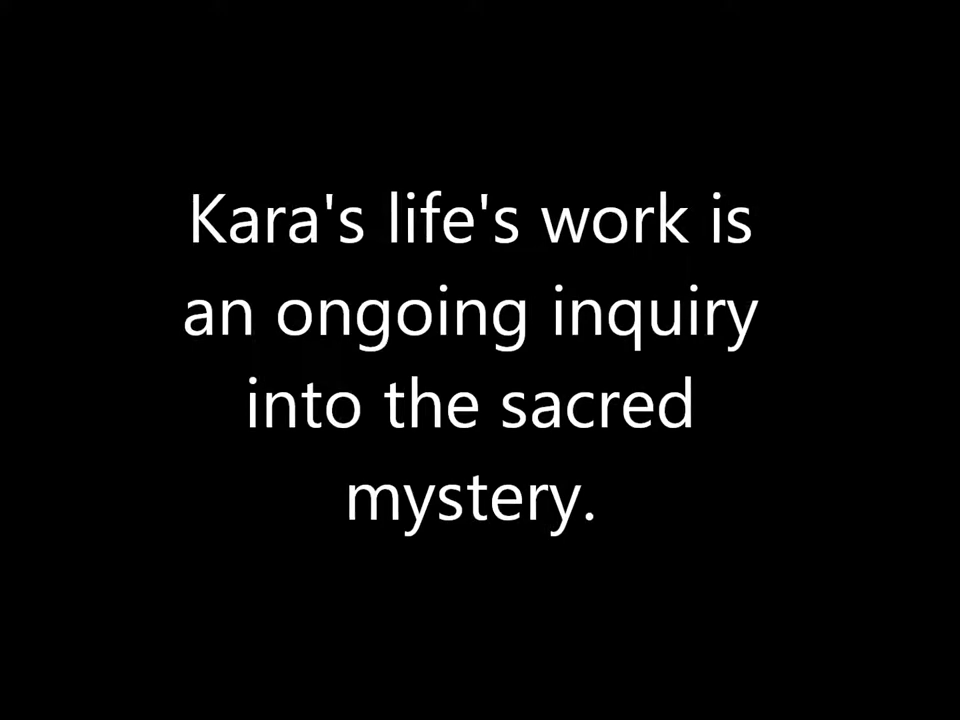 Kara's life's work is
an ongoing inquiry
into the sacred
mystery.